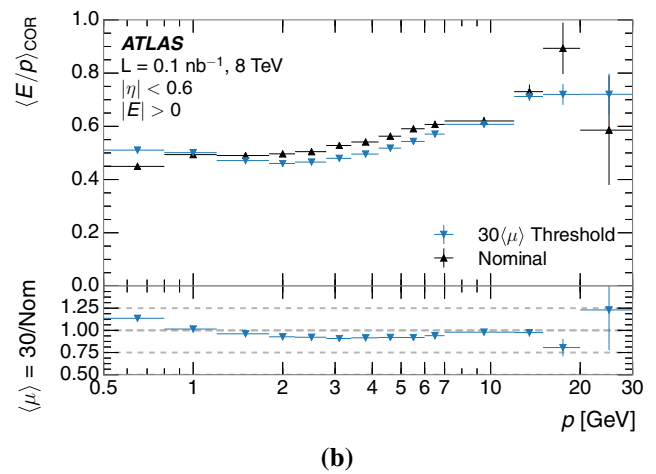 ATLAS
L = 0.1 nb⁻¹, 8 TeV
|η| < 0.6
|E| > 0
⟨E/p⟩COR
1.0
0.8
0.6
0.4
0.2
0.0
30⟨μ⟩ Threshold
Nominal
⟨μ⟩ = 30/Nom
1.25
1.00
0.75
0.50
0.5 1 2 3 4 5 6 7 10 20 30
p [GeV]
(b)